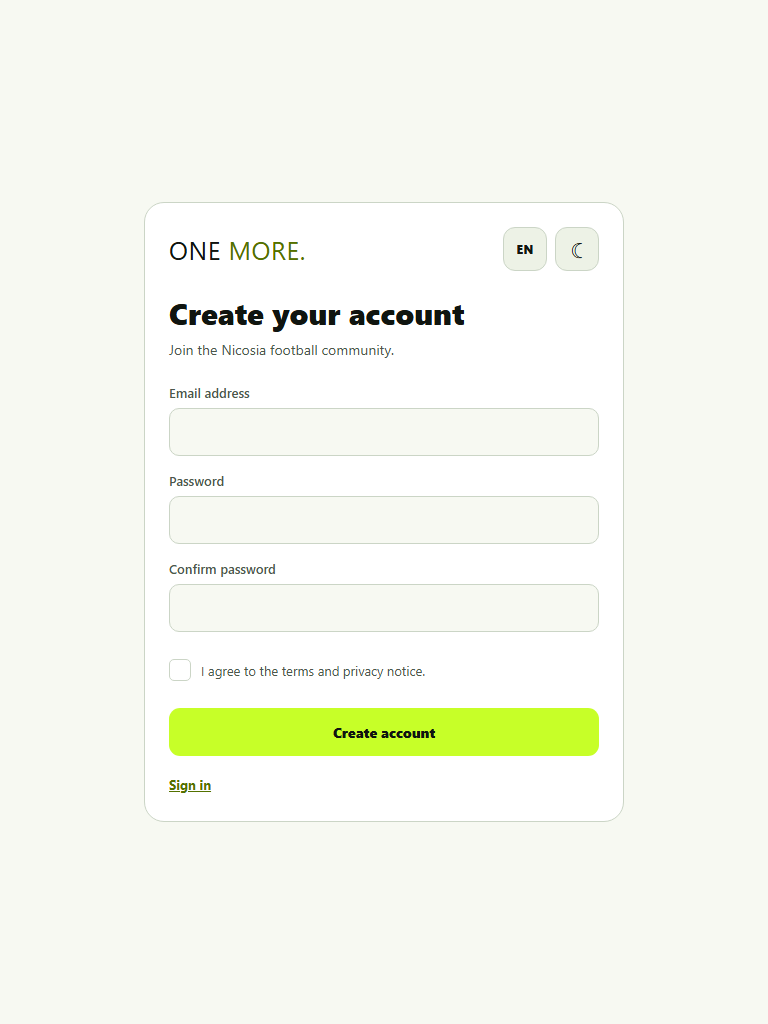 ONE MORE.
EN
Create your account
Join the Nicosia football community.
Email address
Password
Confirm password
I agree to the terms and privacy notice.
Create account
Sign in